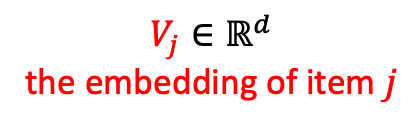 V_j ∈ ℝ^d
the embedding of item j